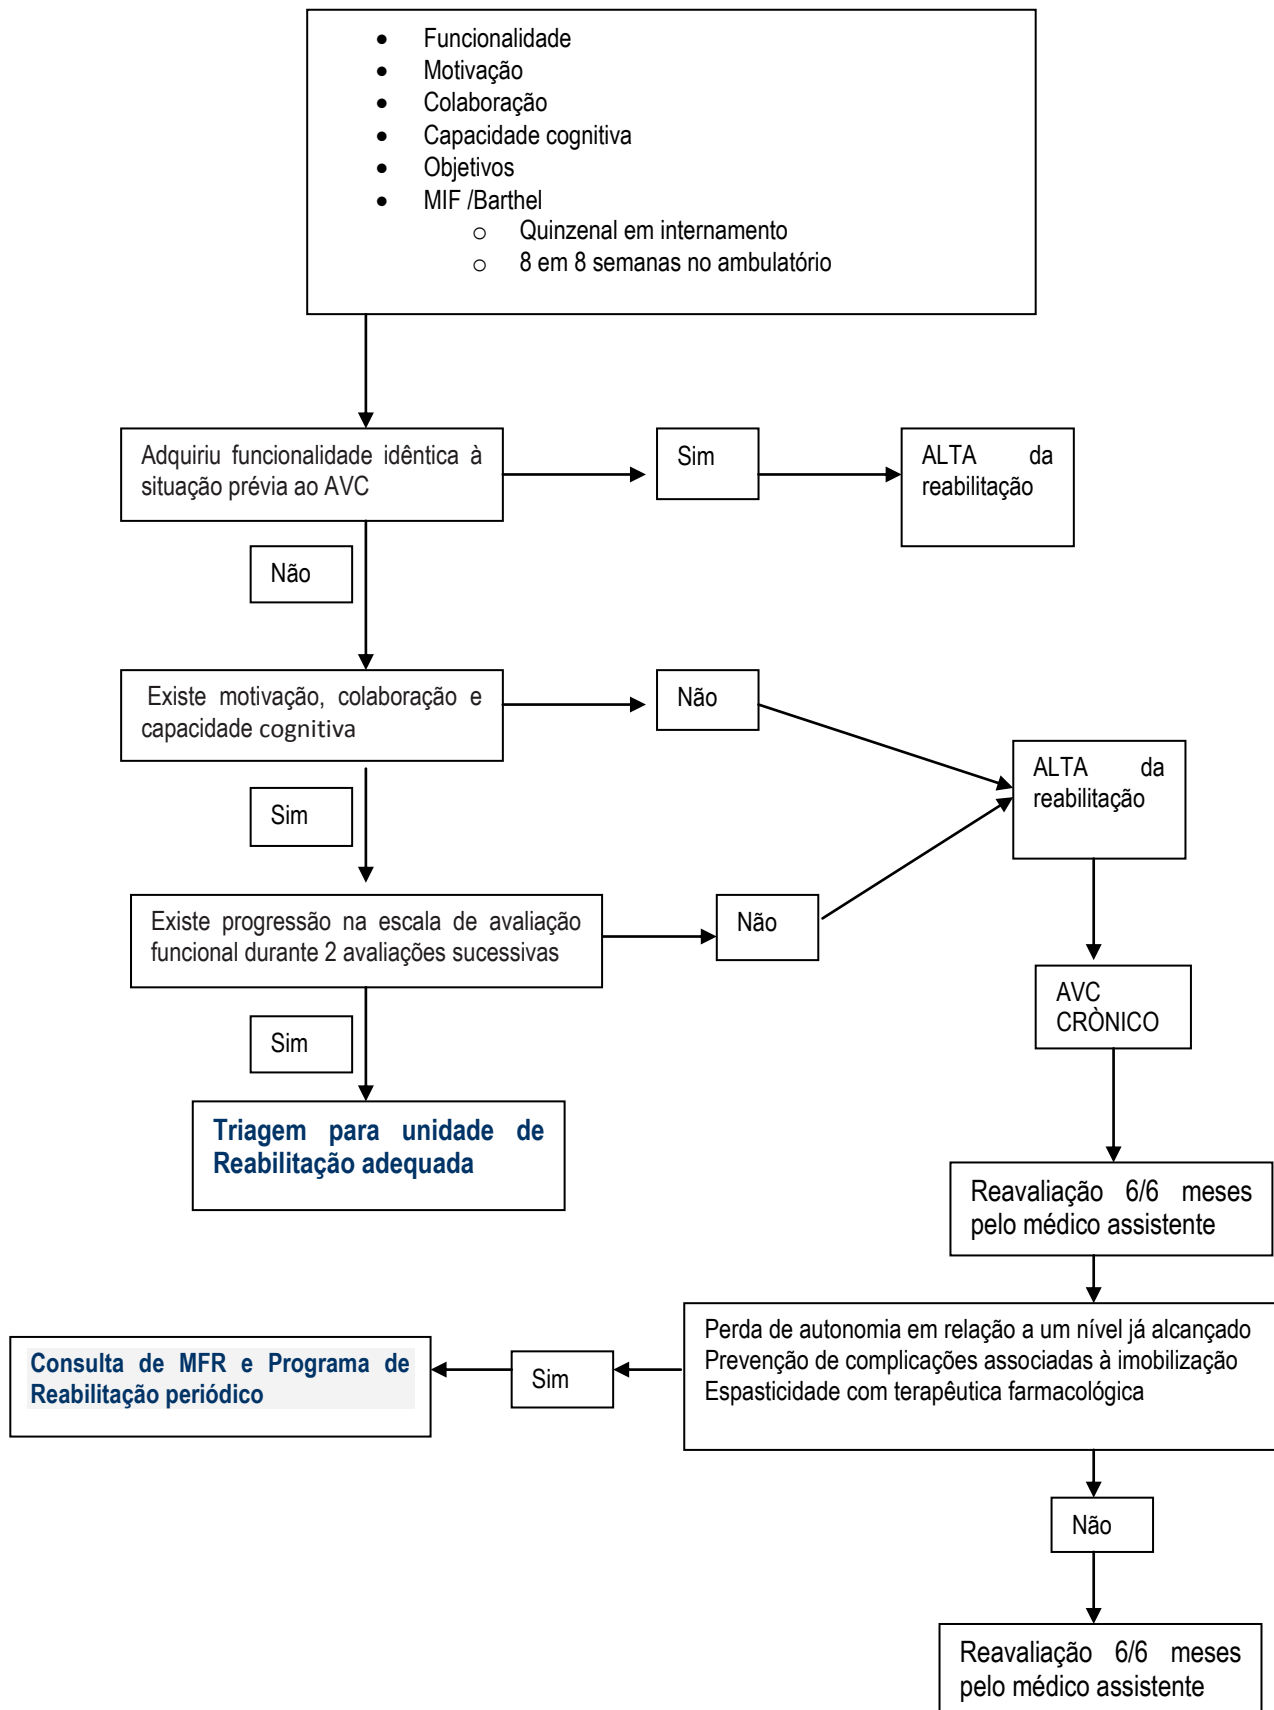 • Funcionalidade
• Motivação
• Colaboração
• Capacidade cognitiva
• Objetivos
• MIF /Barthel
o Quinzenal em internamento
o 8 em 8 semanas no ambulatório
Adquiriu funcionalidade idêntica à
situação prévia ao AVC
Sim
ALTA da
reabilitação
Não
Existe motivação, colaboração e
capacidade cognitiva
Não
ALTA da
reabilitação
Sim
Existe progressão na escala de avaliação
funcional durante 2 avaliações sucessivas
Não
AVC
CRÒNICO
Sim
Triagem para unidade de
Reabilitação adequada
Reavaliação 6/6 meses
pelo médico assistente
Perda de autonomia em relação a um nível já alcançado
Prevenção de complicações associadas à imobilização
Espasticidade com terapêutica farmacológica
Sim
Consulta de MFR e Programa de
Reabilitação periódico
Não
Reavaliação 6/6 meses
pelo médico assistente